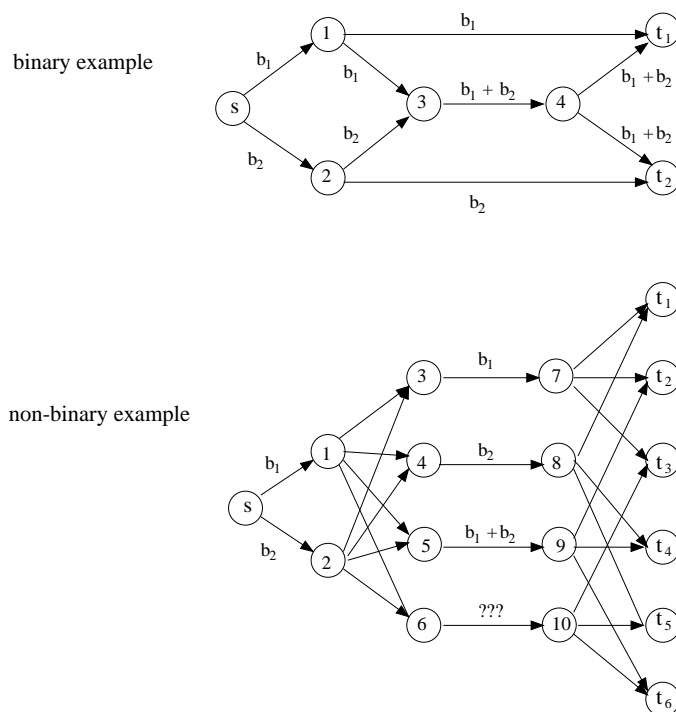 binary example
b₁
t₁
1
b₁
b₁
b₁ + b₂
s
3
b₁ + b₂
4
b₂
b₂
b₁ + b₂
2
t₂
b₂
t₁
3
b₁
7
t₂
non-binary example
b₁
1
4
b₂
8
t₃
s
b₂
2
5
b₁ + b₂
9
t₄
6
???
10
t₅
t₆